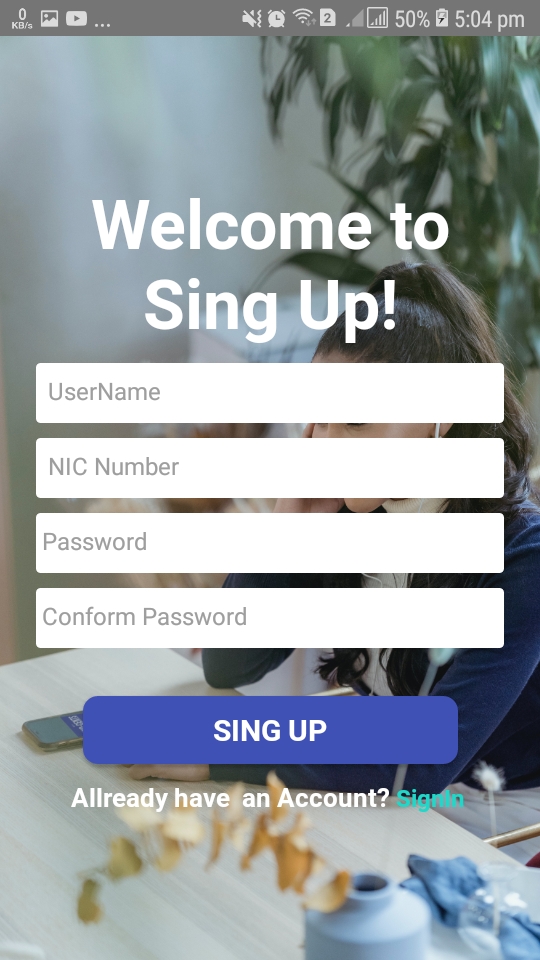 0
KB/s
...
2
50%
5:04 pm
Welcome to
Sing Up!
UserName
NIC Number
Password
Conform Password
SING UP
Allready have  an Account? SignIn